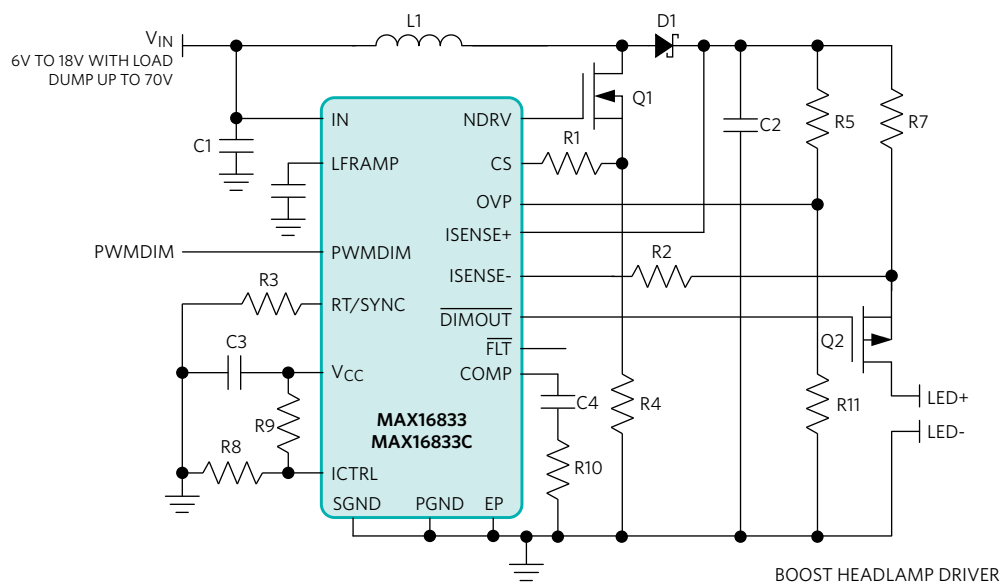 L1
D1
V_IN
6V TO 18V WITH LOAD
DUMP UP TO 70V
Q1
IN
NDRV
C1
R1
C2
R5
R7
LFRAMP
CS
OVP
ISENSE+
PWMDIM
PWMDIM
R2
ISENSE-
R3
RT/SYNC
DIMOUT
Q2
FLT
C3
V_CC
COMP
MAX16833
MAX16833C
C4
R4
R11
LED+
LED-
R9
R8
R10
ICTRL
SGND
PGND
EP
BOOST HEADLAMP DRIVER